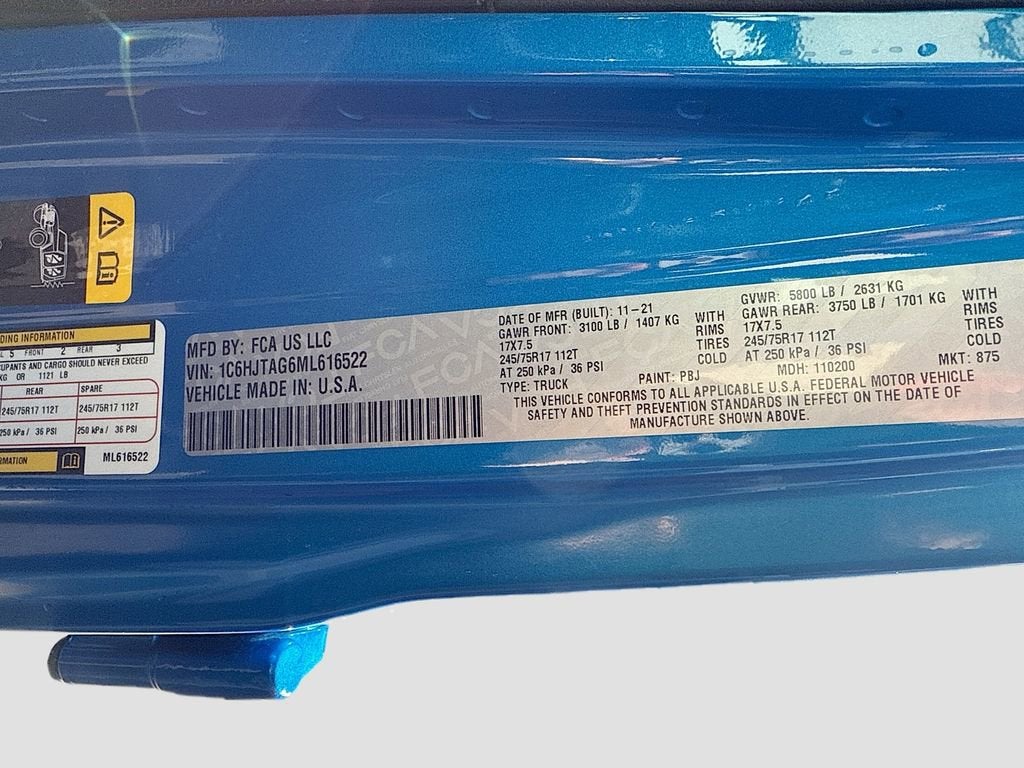 DING INFORMATION
5 FRONT 2 REAR 3
UPANTS AND CARGO SHOULD NEVER EXCEED
KG OR 1121 LB
REAR SPARE
245/75R17 112T 245/75R17 112T
250 kPa / 36 PSI 250 kPa / 36 PSI
RMATION
ML616522
MFD BY: FCA US LLC
VIN: 1C6HJTAG6ML616522
VEHICLE MADE IN U.S.A.
DATE OF MFR (BUILT): 11-21 GVWR: 5800 LB / 2631 KG
GAWR FRONT: 3100 LB / 1407 KG WITH GAWR REAR: 3750 LB / 1701 KG WITH
17X7.5 RIMS 17X7.5 RIMS
245/75R17 112T TIRES 245/75R17 112T TIRES
AT 250 kPa / 36 PSI COLD AT 250 kPa / 36 PSI COLD
TYPE: TRUCK PAINT: PBJ MDH: 110200 MKT: 875
THIS VEHICLE CONFORMS TO ALL APPLICABLE U.S.A. FEDERAL MOTOR VEHICLE
SAFETY AND THEFT PREVENTION STANDARDS IN EFFECT ON THE DATE OF
MANUFACTURE SHOWN ABOVE.